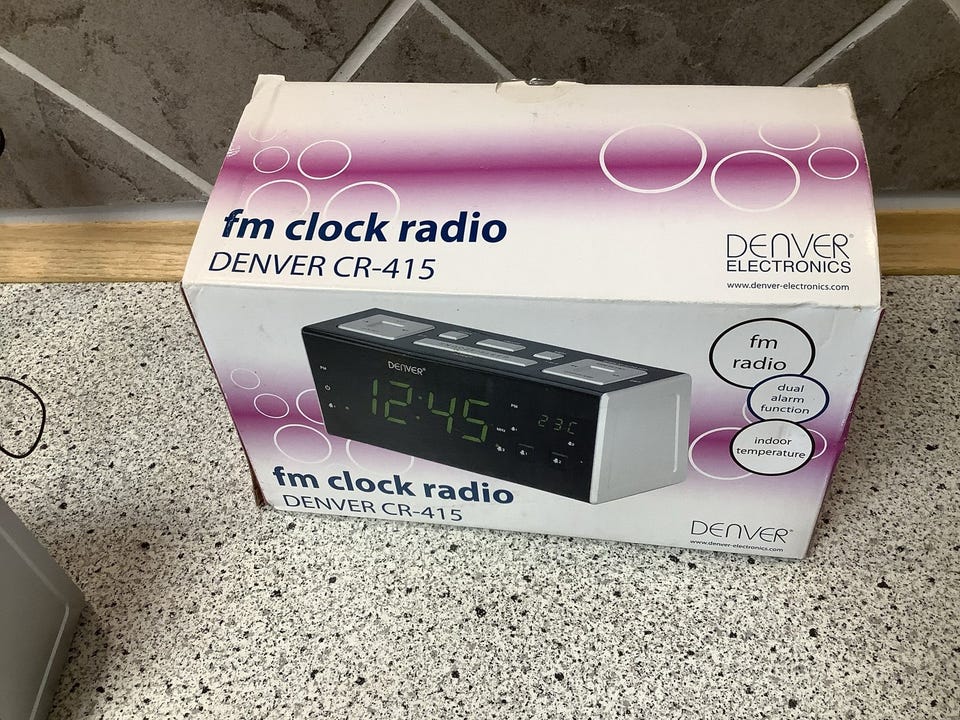 fm clock radio
DENVER CR-415
DENVER®
ELECTRONICS
www.denver-electronics.com
DENVER®
12:45
23C
fm
radio
dual
alarm
function
indoor
temperature
fm clock radio
DENVER CR-415
DENVER®
www.denver-electronics.com